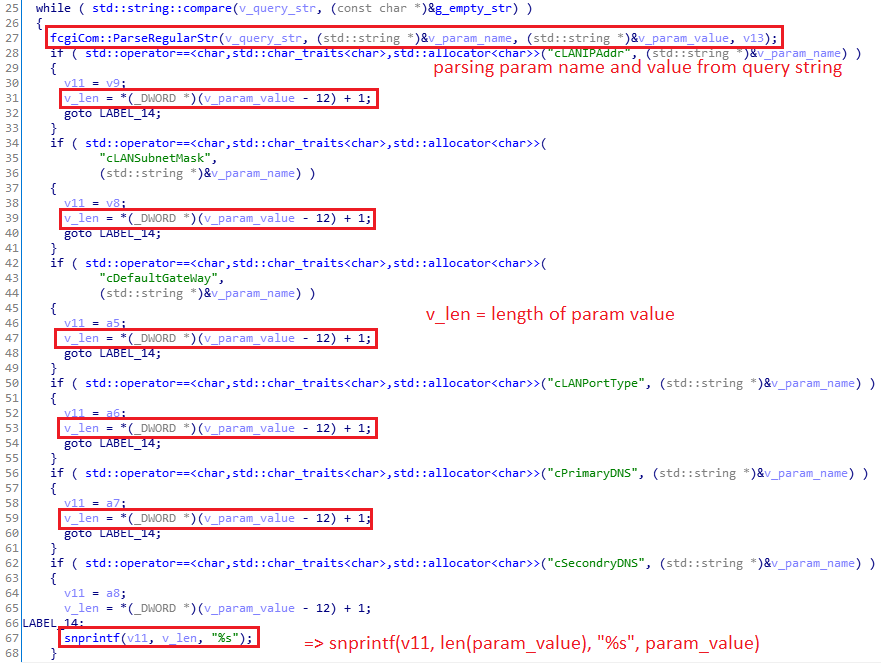 25 while ( std::string::compare(v_query_str, (const char *)&g_empty_str) )
26 {
27 fcgiCom::ParseRegularStr(v_query_str, (std::string *)&v_param_name, (std::string *)&v_param_value, v13);
28 if ( std::operator==<char,std::char_traits<char>,std::allocator<char>>("cLANIPAddr", (std::string *)&v_param_name) )
parsing param name and value from query string
29 {
30 v11 = v9;
31 v_len = *(_DWORD *)(v_param_value - 12) + 1;
32 goto LABEL_14;
33 }
34 if ( std::operator==<char,std::char_traits<char>,std::allocator<char>>(
35 "cLANSubnetMask",
36 (std::string *)&v_param_name) )
37 {
38 v11 = v8;
39 v_len = *(_DWORD *)(v_param_value - 12) + 1;
40 goto LABEL_14;
41 }
42 if ( std::operator==<char,std::char_traits<char>,std::allocator<char>>(
43 "cDefaultGateWay",
44 (std::string *)&v_param_name) )
45 {
v_len = length of param value
46 v11 = a5;
47 v_len = *(_DWORD *)(v_param_value - 12) + 1;
48 goto LABEL_14;
49 }
50 if ( std::operator==<char,std::char_traits<char>,std::allocator<char>>("cLANPortType", (std::string *)&v_param_name) )
51 {
52 v11 = a6;
53 v_len = *(_DWORD *)(v_param_value - 12) + 1;
54 goto LABEL_14;
55 }
56 if ( std::operator==<char,std::char_traits<char>,std::allocator<char>>("cPrimaryDNS", (std::string *)&v_param_name) )
57 {
58 v11 = a7;
59 v_len = *(_DWORD *)(v_param_value - 12) + 1;
60 goto LABEL_14;
61 }
62 if ( std::operator==<char,std::char_traits<char>,std::allocator<char>>("cSecondryDNS", (std::string *)&v_param_name) )
63 {
64 v11 = a8;
65 v_len = *(_DWORD *)(v_param_value - 12) + 1;
66 LABEL_14:
67 snprintf(v11, v_len, "%s"); => snprintf(v11, len(param_value), "%s", param_value)
68 }